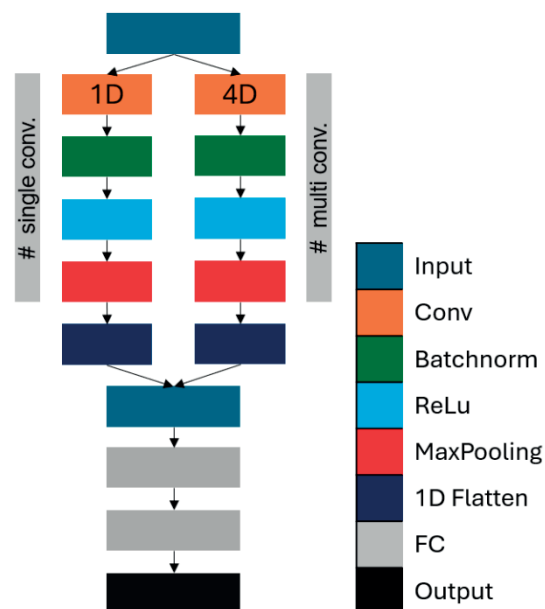 1D
4D
# single conv.
# multi conv.
Input
Conv
Batchnorm
ReLu
MaxPooling
1D Flatten
FC
Output